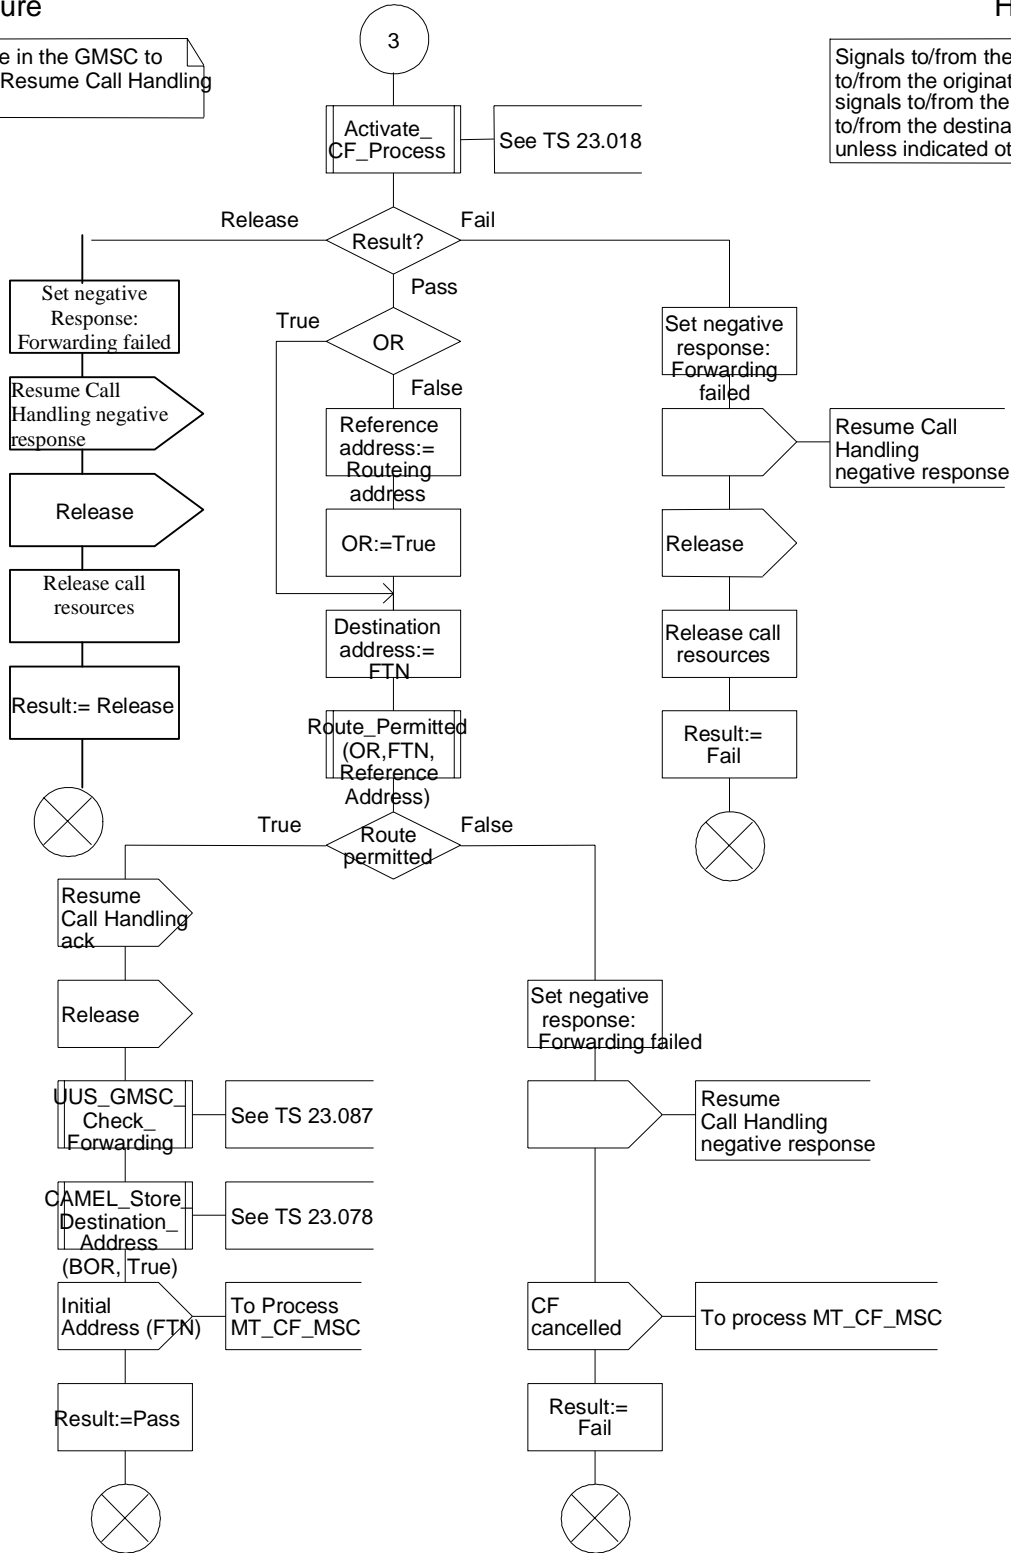 ure
H
e in the GMSC to
Resume Call Handling
3
Signals to/from the
to/from the originat
signals to/from the
to/from the destina
unless indicated ot
Activate_
CF_Process
See TS 23.018
Release
Result?
Fail
Pass
Set negative
Response:
Forwarding failed
True
OR
False
Set negative
response:
Forwarding
failed
Resume Call
Handling negative
response
Reference
address:=
Routeing
address
Resume Call
Handling
negative response
Release
OR:=True
Release
Release call
resources
Destination
address:=
FTN
Release call
resources
Result:= Release
Route_Permitted
(OR,FTN,
Reference
Address)
Result:=
Fail
True
Route
permitted
False
Resume
Call Handling
ack
Release
Set negative
response:
Forwarding failed
UUS_GMSC_
Check_
Forwarding
See TS 23.087
Resume
Call Handling
negative response
CAMEL_Store_
Destination_
Address
(BOR, True)
See TS 23.078
Initial
Address (FTN)
To Process
MT_CF_MSC
CF
cancelled
To process MT_CF_MSC
Result:=Pass
Result:=
Fail